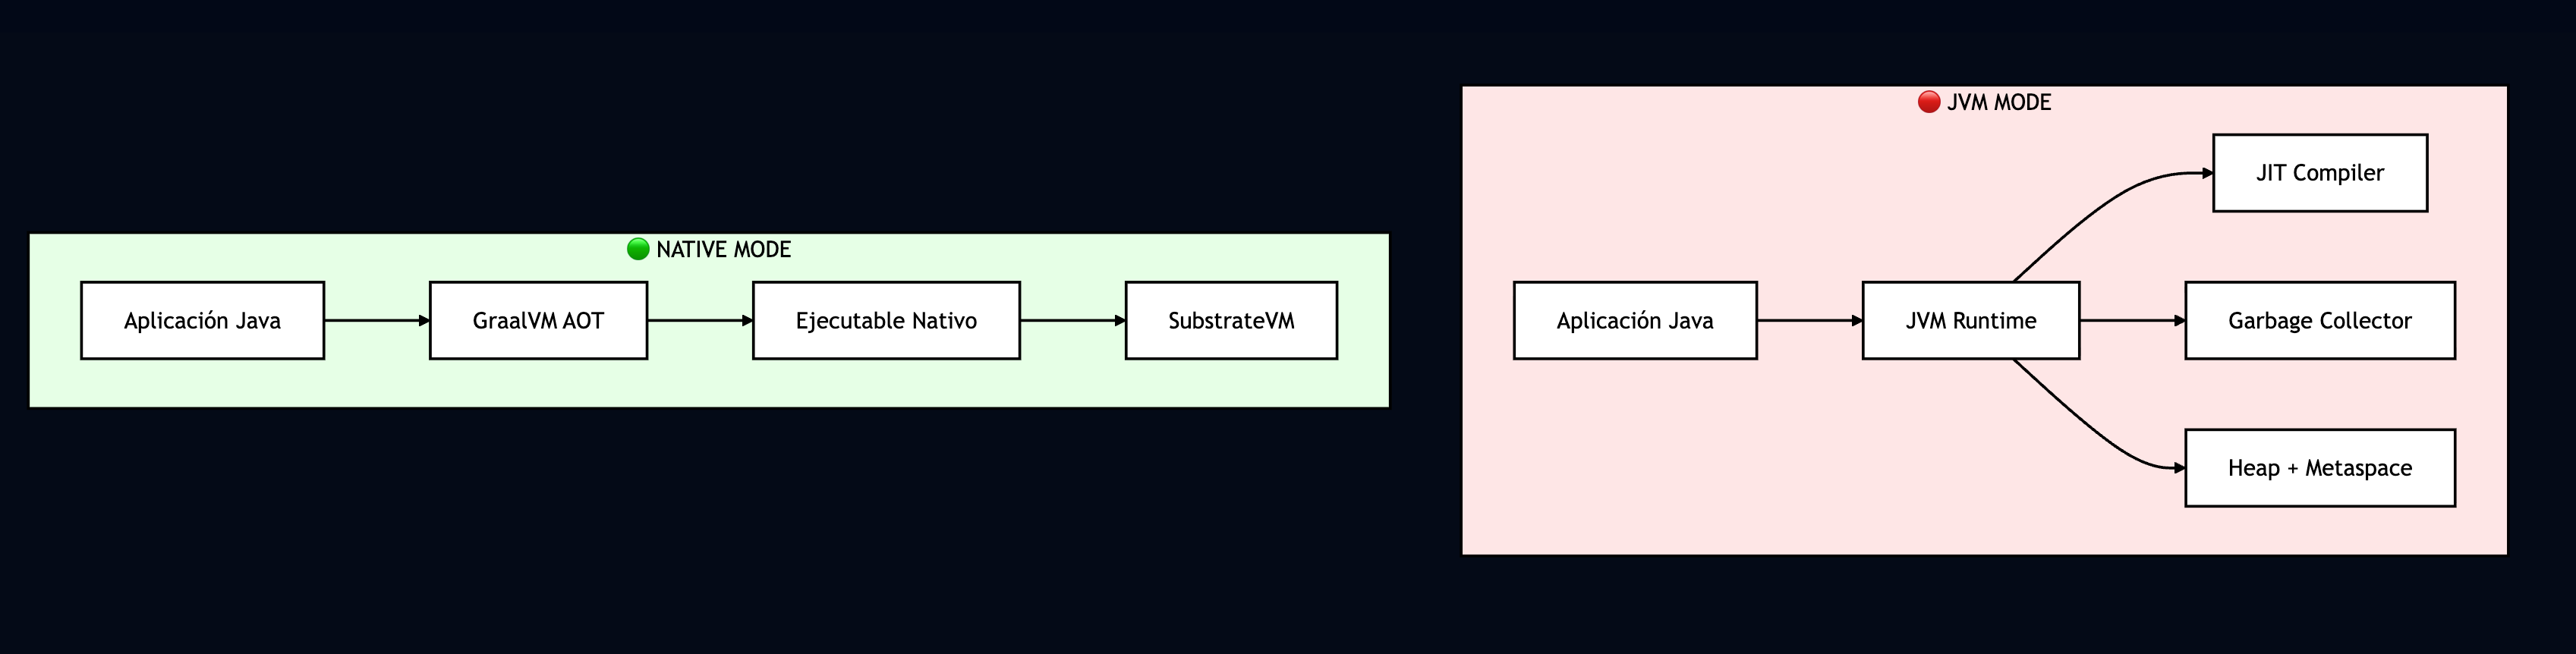 🟢 NATIVE MODE
Aplicación Java
GraalVM AOT
Ejecutable Nativo
SubstrateVM
🔴 JVM MODE
Aplicación Java
JVM Runtime
JIT Compiler
Garbage Collector
Heap + Metaspace